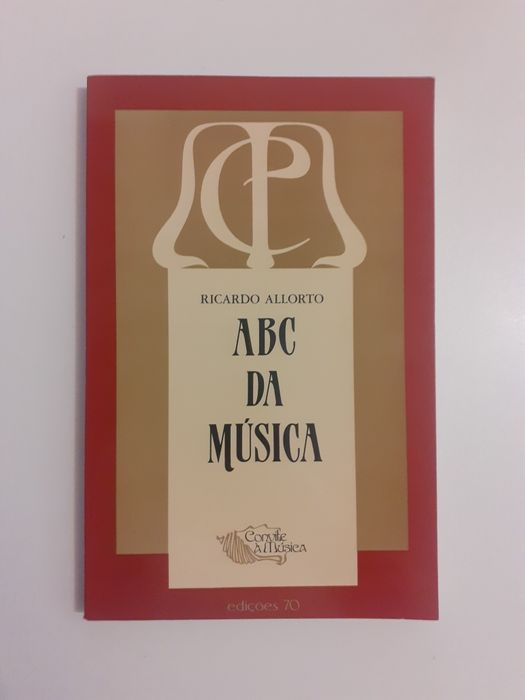 RICARDO ALLORTO
ABC
DA
MÚSICA
Convite
à Música
edições 70